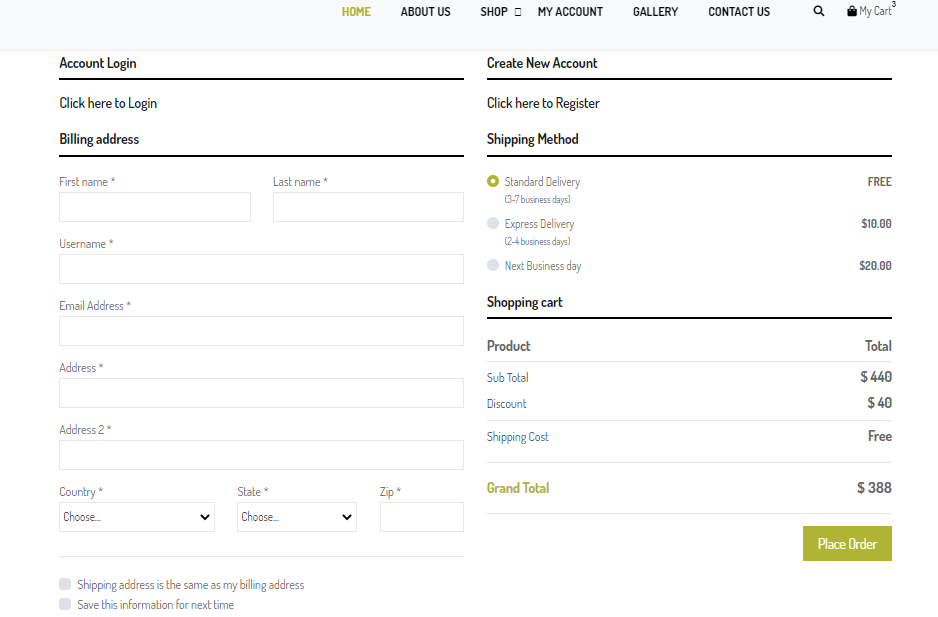 HOME ABOUT US SHOP MY ACCOUNT GALLERY CONTACT US My Cart 3
Account Login
Click here to Login
Billing address
First name * Last name *
Username *
Email Address *
Address *
Address 2 *
Country * State * Zip *
Choose... Choose...
Shipping address is the same as my billing address
Save this information for next time
Create New Account
Click here to Register
Shipping Method
Standard Delivery FREE
(3-7 business days)
Express Delivery $10.00
(2-4 business days)
Next Business day $20.00
Shopping cart
Product Total
Sub Total $ 440
Discount $ 40
Shipping Cost Free
Grand Total $ 388
Place Order